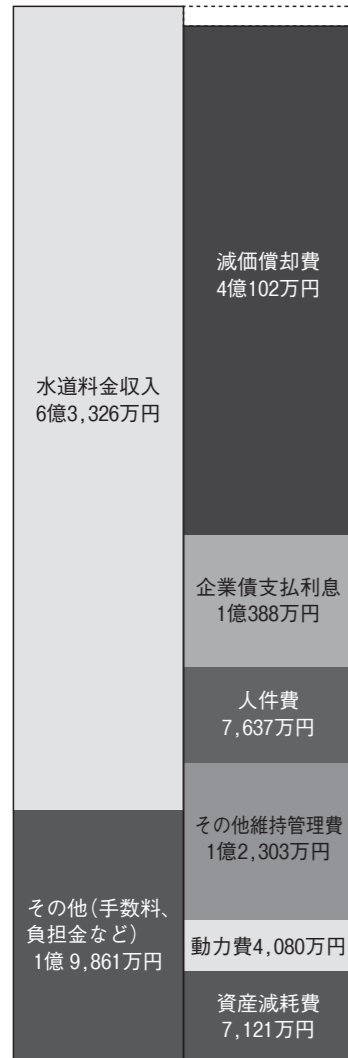 水道料金収入
6億3,326万円
その他(手数料、
負担金など)
1億 9,861万円
減価償却費
4億102万円
企業債支払利息
1億388万円
人件費
7,637万円
その他維持管理費
1億2,303万円
動力費4,080万円
資産減耗費
7,121万円